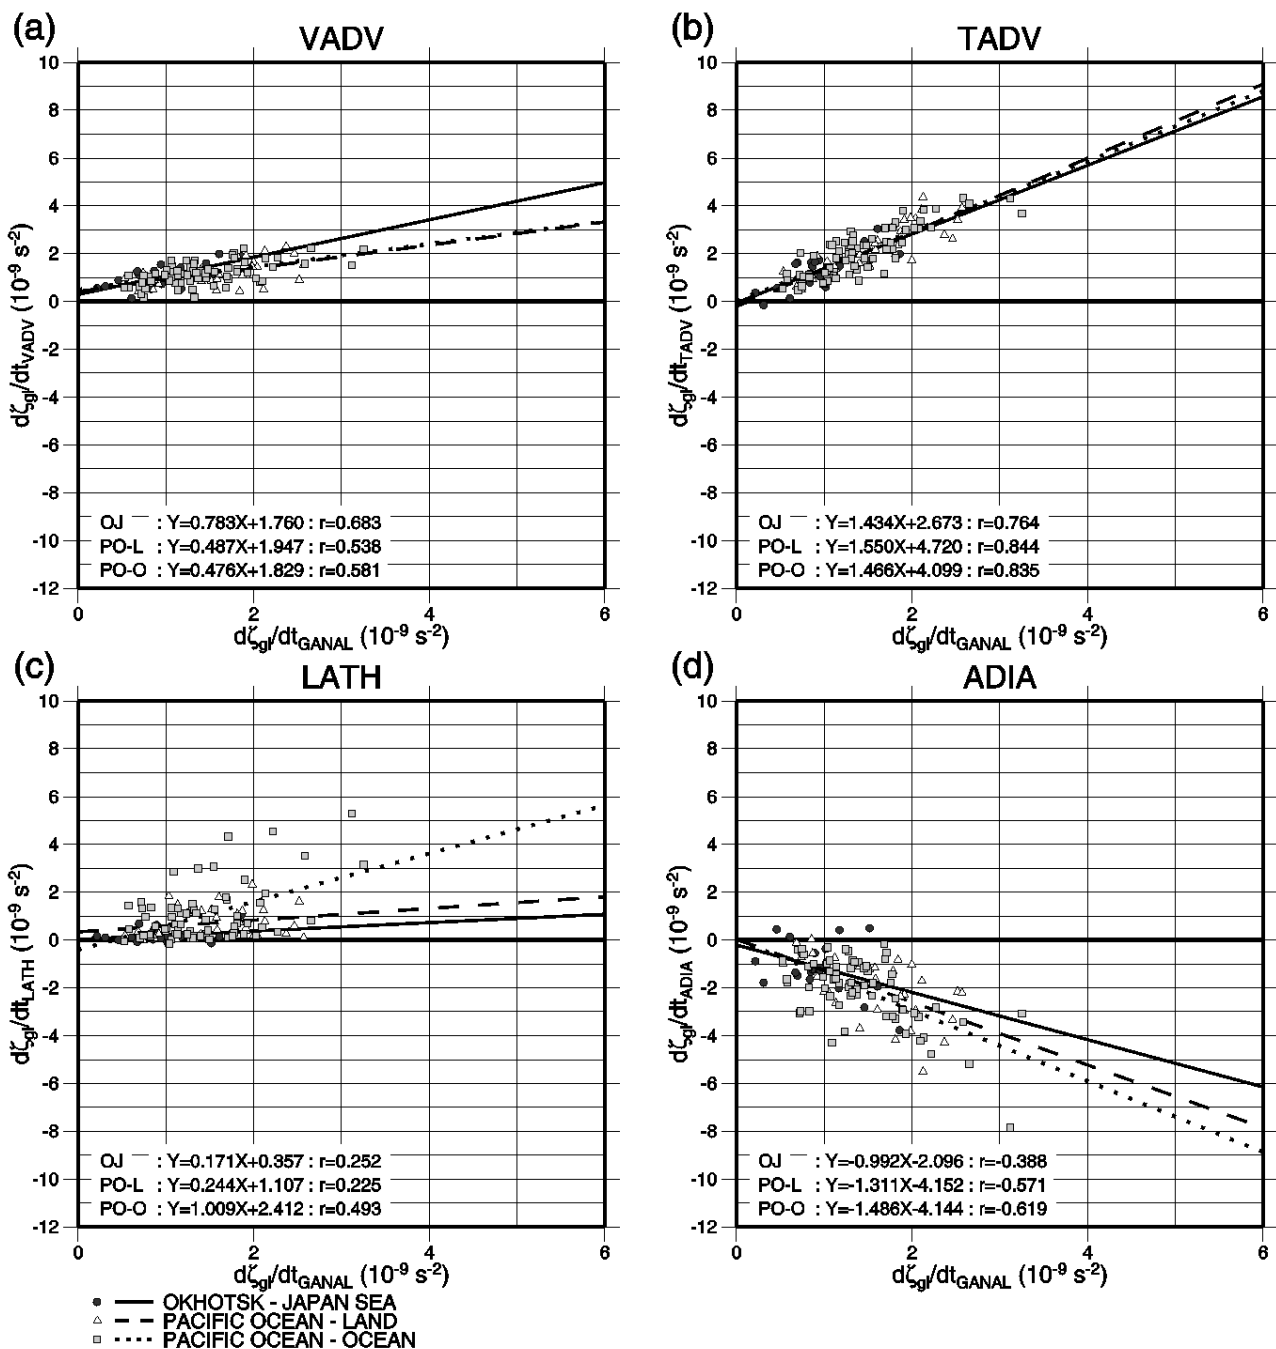 (a) VADV
10
8
6
4
2
0
-2
-4
-6
-8
-10
-12
dζgl/dtVADV (10-9 s-2)
OJ : Y=0.783X+1.760 : r=0.683
PO-L : Y=0.487X+1.947 : r=0.538
PO-O : Y=0.476X+1.829 : r=0.581
0 2 4 6
dζgl/dtGANAL (10-9 s-2)
(b) TADV
10
8
6
4
2
0
-2
-4
-6
-8
-10
-12
dζgl/dtTADV (10-9 s-2)
OJ : Y=1.434X+2.673 : r=0.764
PO-L : Y=1.550X+4.720 : r=0.844
PO-O : Y=1.466X+4.099 : r=0.835
0 2 4 6
dζgl/dtGANAL (10-9 s-2)
(c) LATH
10
8
6
4
2
0
-2
-4
-6
-8
-10
-12
dζgl/dtLATH (10-9 s-2)
OJ : Y=0.171X+0.357 : r=0.252
PO-L : Y=0.244X+1.107 : r=0.225
PO-O : Y=1.009X+2.412 : r=0.493
0 2 4 6
dζgl/dtGANAL (10-9 s-2)
(d) ADIA
10
8
6
4
2
0
-2
-4
-6
-8
-10
-12
dζgl/dtADIA (10-9 s-2)
OJ : Y=-0.992X-2.096 : r=-0.388
PO-L : Y=-1.311X-4.152 : r=-0.571
PO-O : Y=-1.486X-4.144 : r=-0.619
0 2 4 6
dζgl/dtGANAL (10-9 s-2)
OKHOTSK - JAPAN SEA
PACIFIC OCEAN - LAND
PACIFIC OCEAN - OCEAN